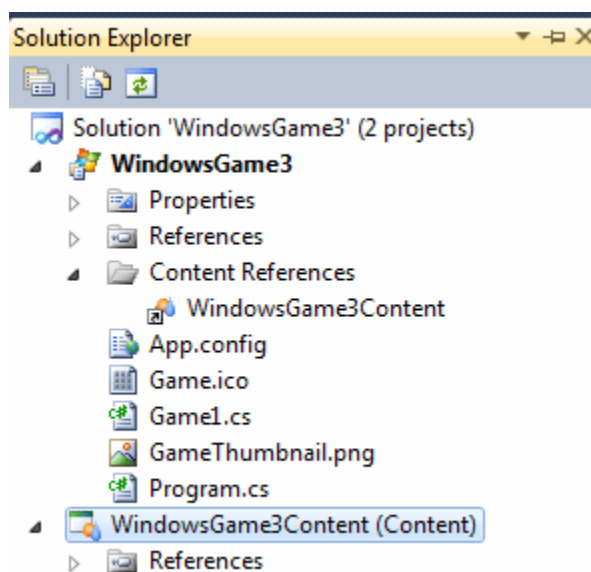 Solution Explorer
Solution 'WindowsGame3' (2 projects)
WindowsGame3
Properties
References
Content References
WindowsGame3Content
App.config
Game.ico
Game1.cs
GameThumbnail.png
Program.cs
WindowsGame3Content (Content)
References